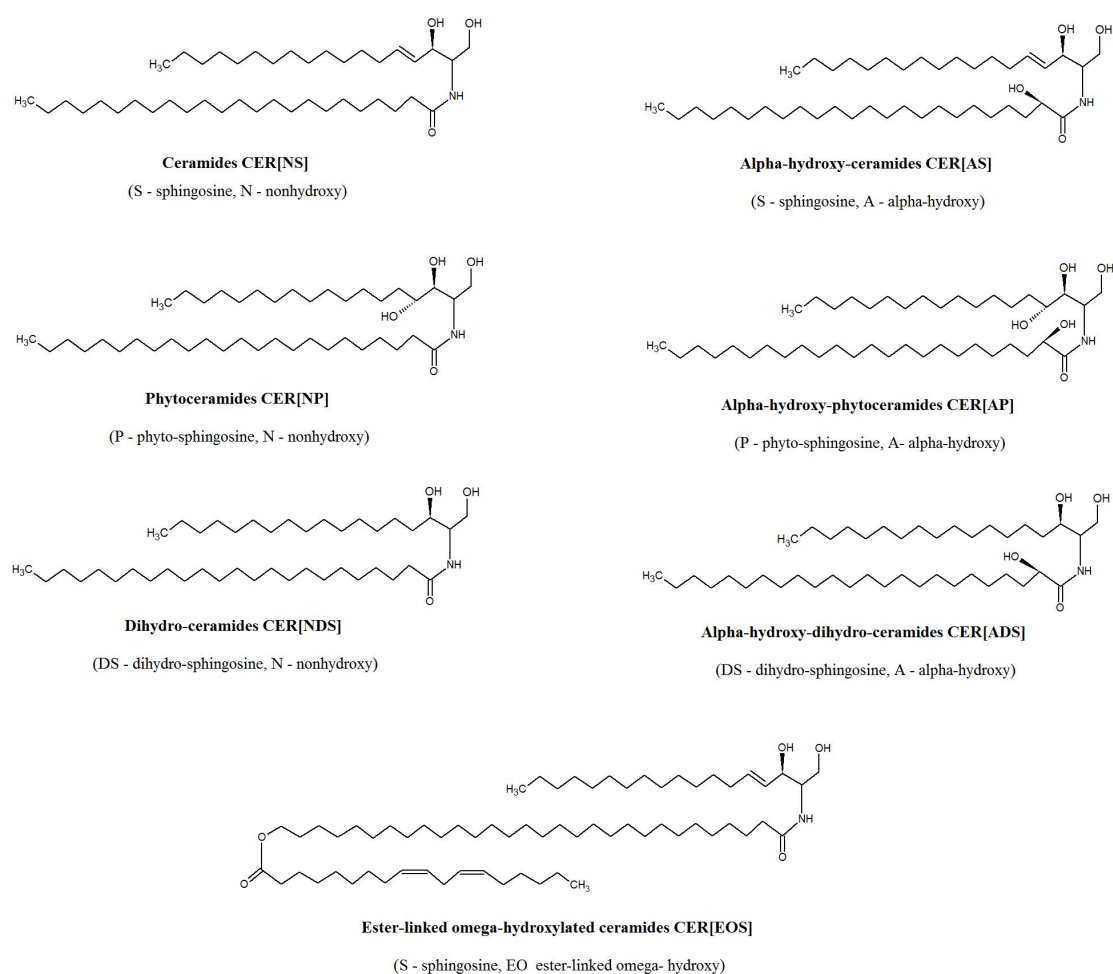 OH OH
H₃C
H₃C
NH
O
Ceramides CER[NS]
(S - sphingosine, N - nonhydroxy)
OH OH
H₃C
HO
H₃C
NH
O
Alpha-hydroxy-ceramides CER[AS]
(S - sphingosine, A - alpha-hydroxy)
OH OH
H₃C
HO
H₃C
NH
O
Phytoceramides CER[NP]
(P - phyto-sphingosine, N - nonhydroxy)
OH OH
H₃C
HO OH
H₃C
NH
O
Alpha-hydroxy-phytoceramides CER[AP]
(P - phyto-sphingosine, A- alpha-hydroxy)
OH OH
H₃C
H₃C
NH
O
Dihydro-ceramides CER[NDS]
(DS - dihydro-sphingosine, N - nonhydroxy)
OH OH
H₃C
HO
H₃C
NH
O
Alpha-hydroxy-dihydro-ceramides CER[ADS]
(DS - dihydro-sphingosine, A - alpha-hydroxy)
OH OH
H₃C
NH
O
O
O
CH₃
Ester-linked omega-hydroxylated ceramides CER[EOS]
(S - sphingosine, EO ester-linked omega- hydroxy)